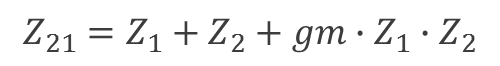 Z₂₁ = Z₁ + Z₂ + gm · Z₁ · Z₂